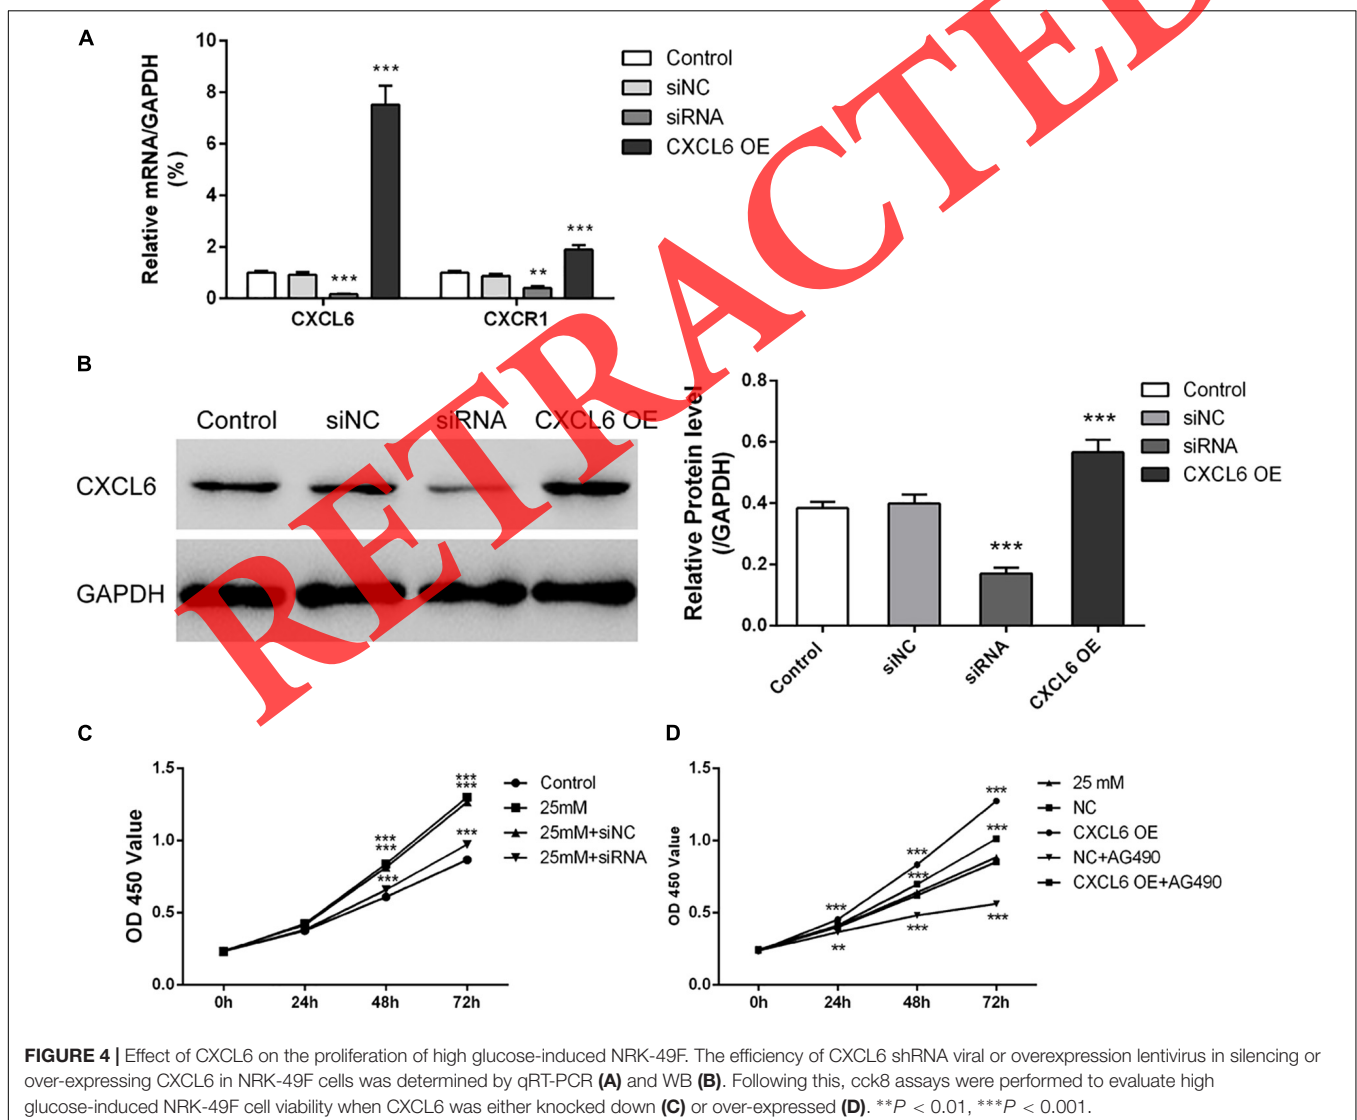 A
10
8
6
4
2
0
Relative mRNA/GAPDH
(%)
***
***
**
***
CXCL6
CXCR1
Control
siNC
siRNA
CXCL6 OE
RETRACTED
B
Control siNC siRNA CXCL6 OE
CXCL6
GAPDH
0.8
0.6
0.4
0.2
0.0
Relative Protein level
(/GAPDH)
***
***
Control
siNC
siRNA
CXCL6 OE
Control
siNC
siRNA
CXCL6 OE
C
1.5
1.0
0.5
0.0
OD 450 Value
***
***
***
***
***
***
0h 24h 48h 72h
Control
25mM
25mM+siNC
25mM+siRNA
D
1.5
1.0
0.5
0.0
OD 450 Value
***
**
***
***
***
***
***
***
0h 24h 48h 72h
25 mM
NC
CXCL6 OE
NC+AG490
CXCL6 OE+AG490
FIGURE 4 | Effect of CXCL6 on the proliferation of high glucose-induced NRK-49F. The efficiency of CXCL6 shRNA viral or overexpression lentivirus in silencing or
over-expressing CXCL6 in NRK-49F cells was determined by qRT-PCR (A) and WB (B). Following this, cck8 assays were performed to evaluate high
glucose-induced NRK-49F cell viability when CXCL6 was either knocked down (C) or over-expressed (D). **P < 0.01, ***P < 0.001.